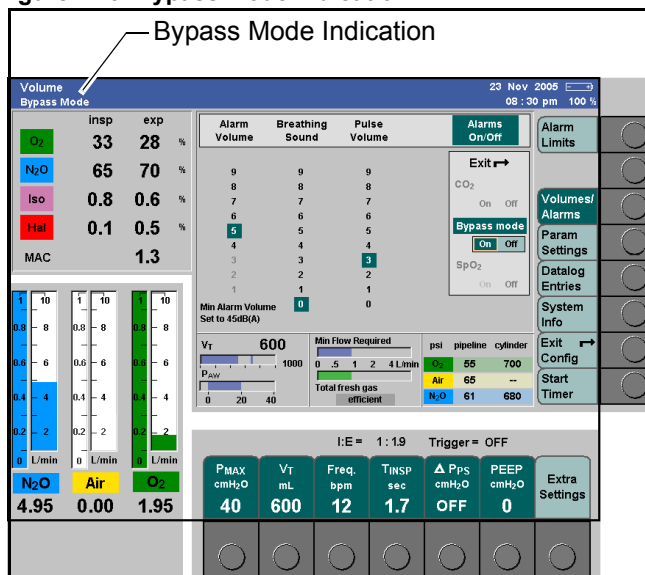 Bypass Mode Indication
Volume
Bypass Mode
23 Nov 2005
08 : 30 pm 100 %
insp exp
O2 33 28 %
N2O 65 70 %
Iso 0.8 0.6 %
Hal 0.1 0.5 %
MAC 1.3
Alarm Volume
Breathing Sound
Pulse Volume
Alarms On/Off
9 9 9
8 8 8
7 7 7
6 6 6
5 5 5
4 4 4
3 3 3
2 2 2
1 1 1
0 0
Min Alarm Volume
Set to 45dB(A)
Exit
CO2
On Off
Bypass mode
On Off
SpO2
On Off
Alarm Limits
Volumes/ Alarms
Param Settings
Datalog Entries
System Info
Exit Config
Start Timer
1 10 1 10 1 10
0.8 8 0.8 8 0.8 8
0.6 6 0.6 6 0.6 6
0.4 4 0.4 4 0.4 4
0.2 2 0.2 2 0.2 2
0 L/min 0 L/min 0 L/min
N2O Air O2
4.95 0.00 1.95
VT 600
1000
PAW
0 20 40
Min Flow Required
0 .5 1 2 4 L/min
Total fresh gas
efficient
psi pipeline cylinder
O2 55 700
Air 65 --
N2O 61 680
I:E = 1 : 1.9 Trigger = OFF
PMAX cmH2O 40
VT mL 600
Freq. bpm 12
TINSP sec 1.7
Δ PPS cmH2O OFF
PEEP cmH2O 0
Extra Settings